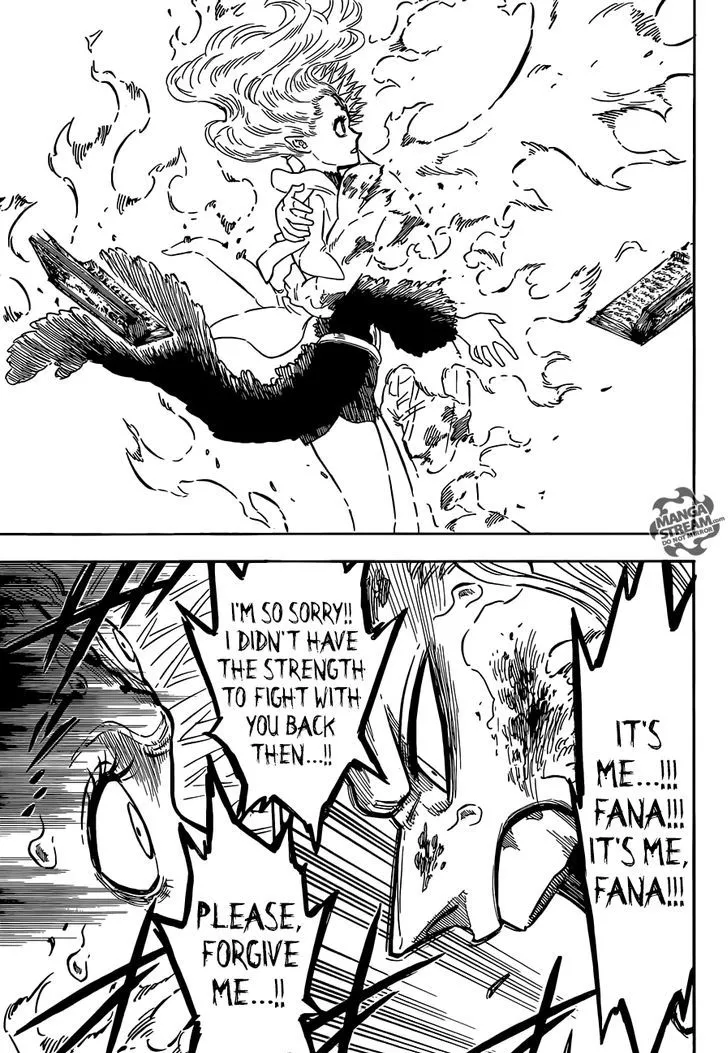 MANGA
STREAM.com
DO NOT MIRROR
IT'S
ME...!!!
FANA!!!
IT'S ME,
FANA!!!
I'M SO SORRY!!
I DIDN'T HAVE
THE STRENGTH
TO FIGHT WITH
YOU BACK
THEN...!!
PLEASE,
FORGIVE
ME...!!